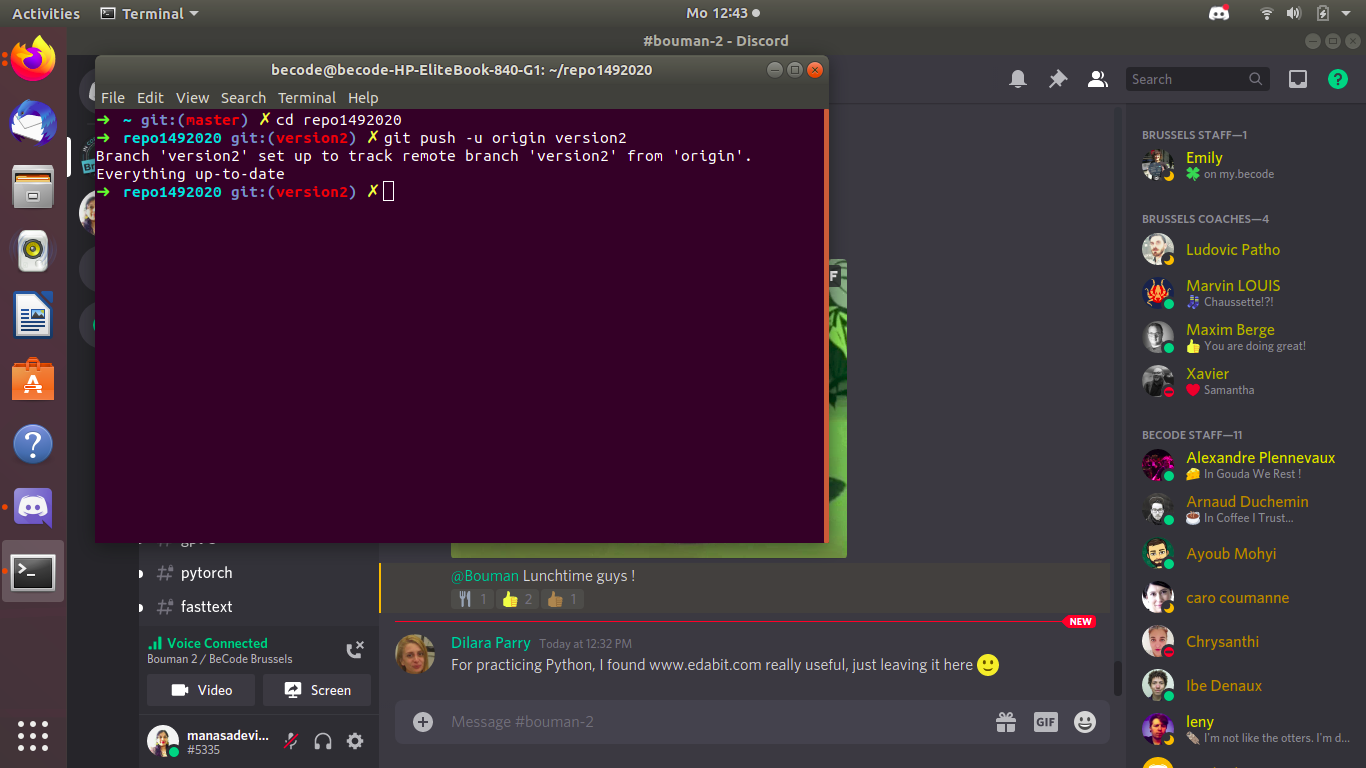 Activities
Terminal
Mo 12:43
#bouman-2 - Discord
becode@becode-HP-EliteBook-840-G1: ~/repo1492020
File Edit View Search Terminal Help
➜ ~ git:(master) ✗ cd repo1492020
➜ repo1492020 git:(version2) ✗ git push -u origin version2
Branch 'version2' set up to track remote branch 'version2' from 'origin'.
Everything up-to-date
➜ repo1492020 git:(version2) ✗
Search
pytorch
fasttext
Voice Connected
Bouman 2 / BeCode Brussels
Video
Screen
manasadevi...
#5335
@Bouman Lunchtime guys !
1 2 1
NEW
Dilara Parry Today at 12:32 PM
For practicing Python, I found www.edabit.com really useful, just leaving it here 🙂
Message #bouman-2
GIF
BRUSSELS STAFF—1
Emily
🍀 on my.becode
BRUSSELS COACHES—4
Ludovic Patho
Marvin LOUIS
🧦 Chaussette!?!
Maxim Berge
👍 You are doing great!
Xavier
❤️ Samantha
BECODE STAFF—11
Alexandre Plennevaux
🧀 In Gouda We Rest !
Arnaud Duchemin
☕ In Coffee I Trust...
Ayoub Mohyi
caro coumanne
Chrysanthi
Ibe Denaux
leny
I'm not like the otters. I'm d...